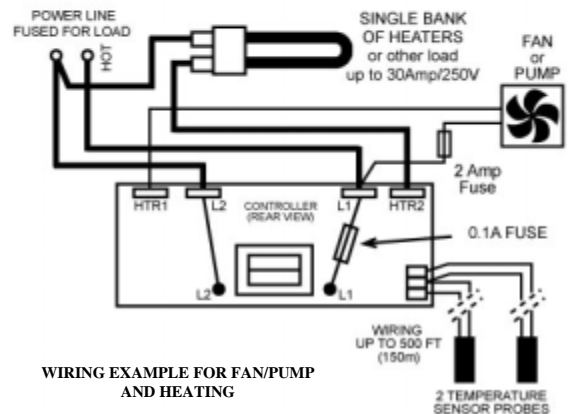 POWER LINE
FUSED FOR LOAD
HOT
SINGLE BANK
OF HEATERS
or other load
up to 30Amp/250V
FAN
or
PUMP
2 Amp
Fuse
HTR1
L2
CONTROLLER
(REAR VIEW)
L1
HTR2
0.1A FUSE
L2
L1
WIRING
UP TO 500 FT
(150m)
WIRING EXAMPLE FOR FAN/PUMP
AND HEATING
2 TEMPERATURE
SENSOR PROBES